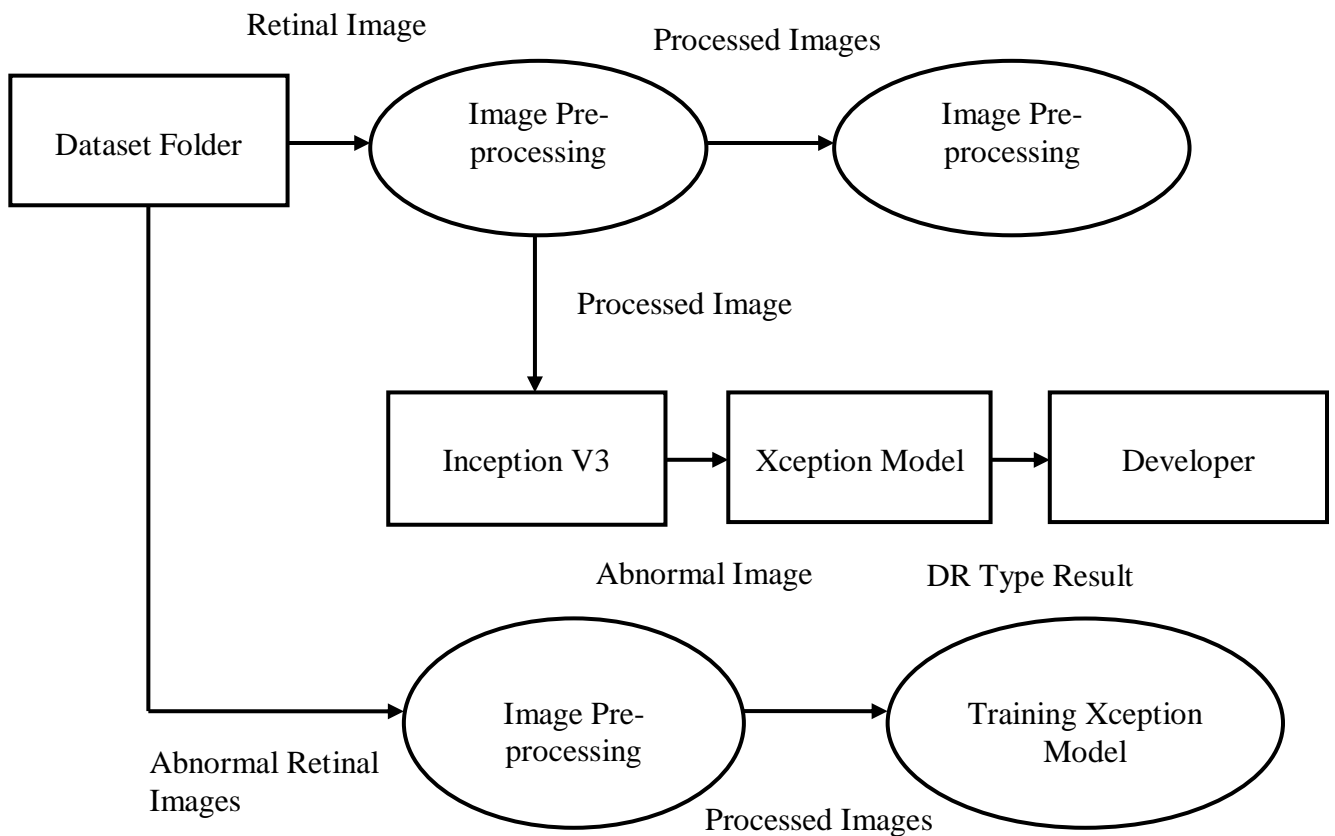 Retinal Image
Processed Images
Dataset Folder
Image Pre-
processing
Image Pre-
processing
Processed Image
Inception V3
Xception Model
Developer
Abnormal Image
DR Type Result
Image Pre-
processing
Training Xception
Model
Abnormal Retinal
Images
Processed Images